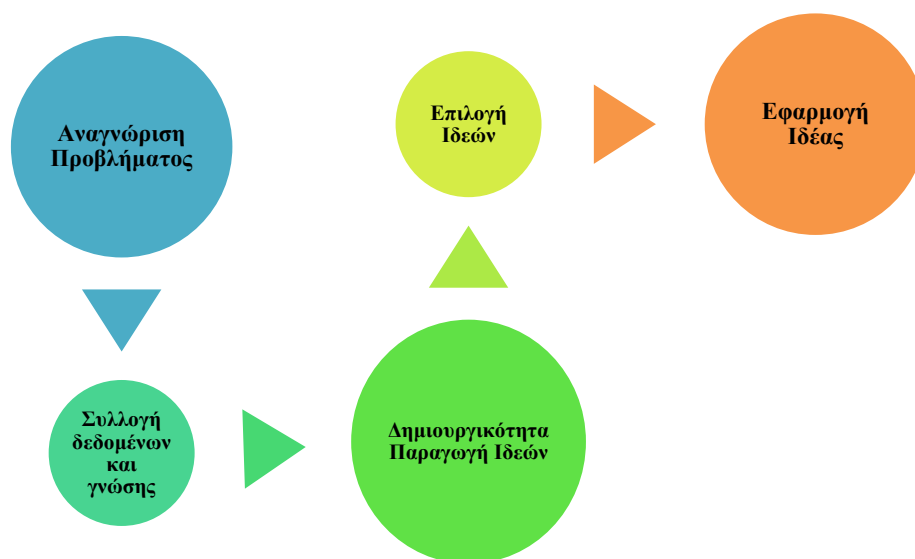 Αναγνώριση
Προβλήματος
Συλλογή
δεδομένων
και
γνώσης
Δημιουργικότητα
Παραγωγή Ιδεών
Επιλογή
Ιδεών
Εφαρμογή
Ιδέας